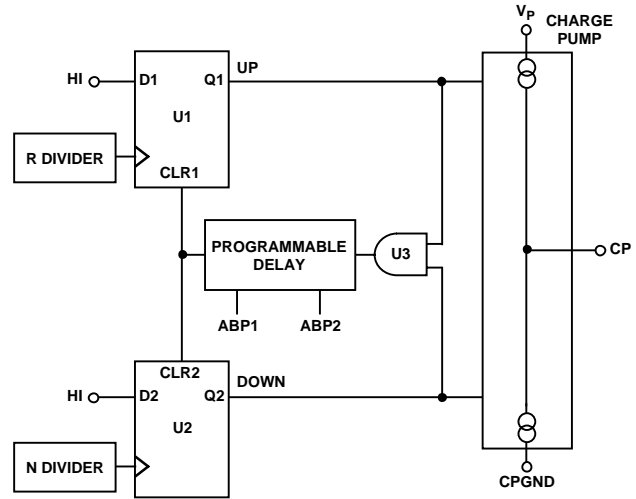 VP
CHARGE
PUMP
HI
D1
Q1
UP
U1
R DIVIDER
CLR1
PROGRAMMABLE
DELAY
U3
CP
ABP1
ABP2
CLR2
HI
D2
Q2
DOWN
U2
N DIVIDER
CPGND